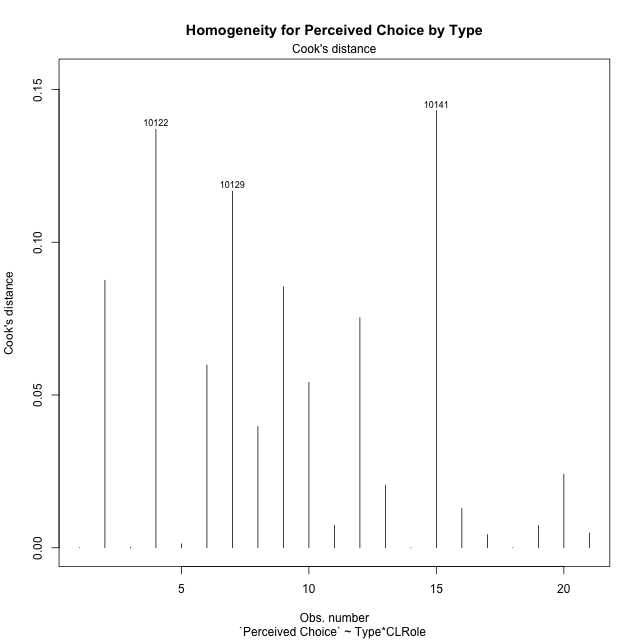 Homogeneity for Perceived Choice by Type
Cook's distance
0.15
0.10
0.05
0.00
Cook's distance
10122
10129
10141
5
10
15
20
Obs. number
`Perceived Choice` ~ Type*CLRole